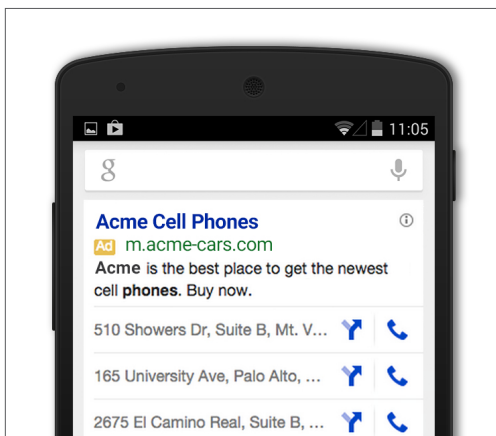 11:05
g
Acme Cell Phones
Ad m.acme-cars.com
Acme is the best place to get the newest
cell phones. Buy now.
510 Showers Dr, Suite B, Mt. V...
165 University Ave, Palo Alto, ...
2675 El Camino Real, Suite B, ...